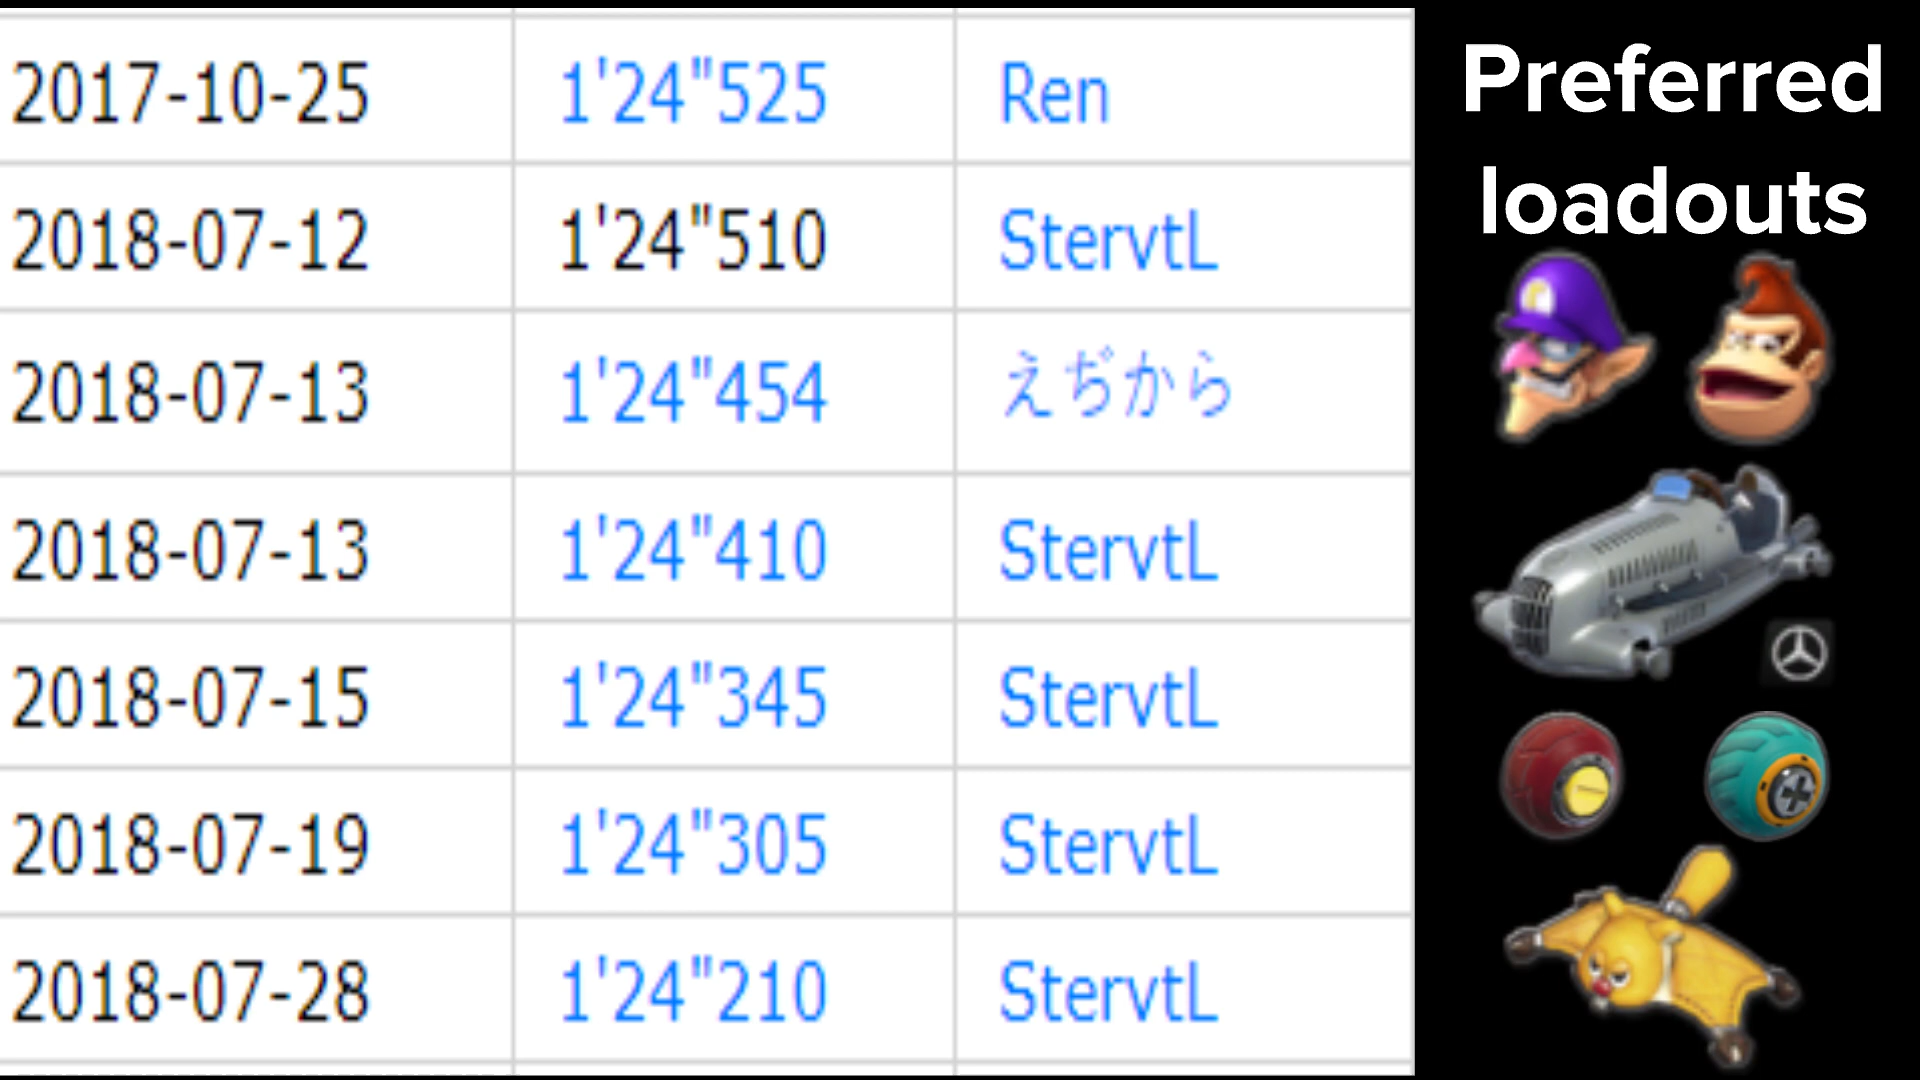 2017-10-25 1'24"525 Ren
2018-07-12 1'24"510 StervtL
2018-07-13 1'24"454 えぢから
2018-07-13 1'24"410 StervtL
2018-07-15 1'24"345 StervtL
2018-07-19 1'24"305 StervtL
2018-07-28 1'24"210 StervtL
Preferred
loadouts